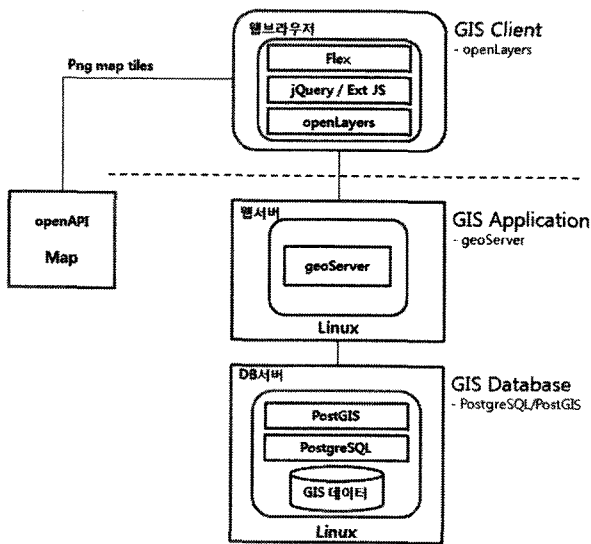 웹브라우저
Flex
jQuery / Ext JS
openLayers
GIS Client
- openLayers
Png map tiles
openAPI
Map
웹서버
geoServer
Linux
GIS Application
- geoServer
DB서버
PostGIS
PostgreSQL
GIS 데이터
Linux
GIS Database
- PostgreSQL/PostGIS